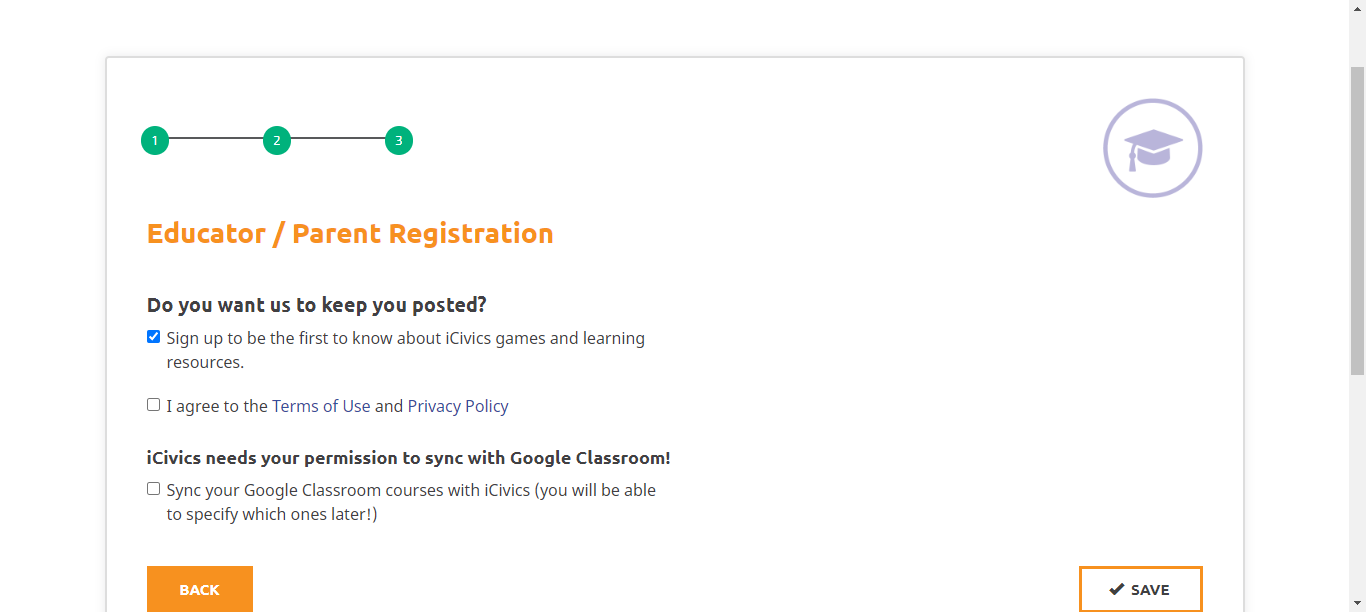 1 2 3
Educator / Parent Registration
Do you want us to keep you posted?
Sign up to be the first to know about iCivics games and learning
resources.
I agree to the Terms of Use and Privacy Policy
iCivics needs your permission to sync with Google Classroom!
Sync your Google Classroom courses with iCivics (you will be able
to specify which ones later!)
BACK
SAVE